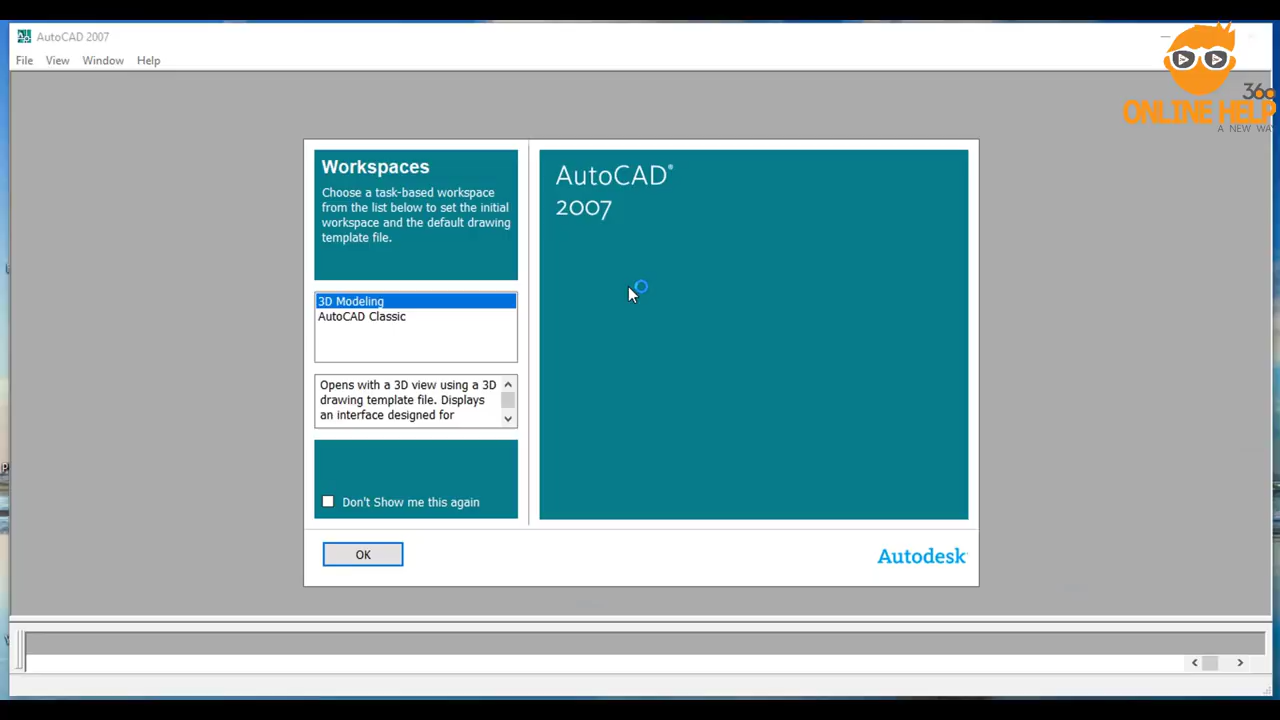 AutoCAD 2007
File View Window Help
360
ONLINE HELP
A NEW WA
Workspaces
Choose a task-based workspace
from the list below to set the initial
workspace and the default drawing
template file.
3D Modeling
AutoCAD Classic
Opens with a 3D view using a 3D
drawing template file. Displays
an interface designed for
Don't Show me this again
OK
AutoCAD®
2007
Autodesk